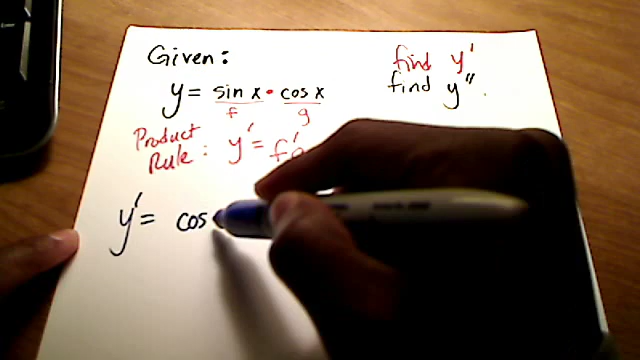 Given:
find y'
find y".
y = sin x • cos x
f g
Product
Rule: y' = f'g
y' = cos